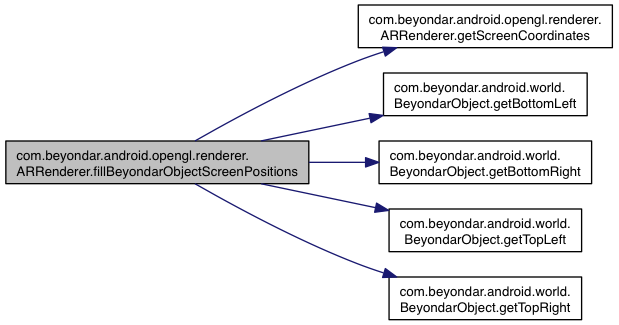 com.beyondar.android.opengl.renderer.
ARRenderer.fillBeyondarObjectScreenPositions
com.beyondar.android.opengl.renderer.
ARRenderer.getScreenCoordinates
com.beyondar.android.world.
BeyondarObject.getBottomLeft
com.beyondar.android.world.
BeyondarObject.getBottomRight
com.beyondar.android.world.
BeyondarObject.getTopLeft
com.beyondar.android.world.
BeyondarObject.getTopRight